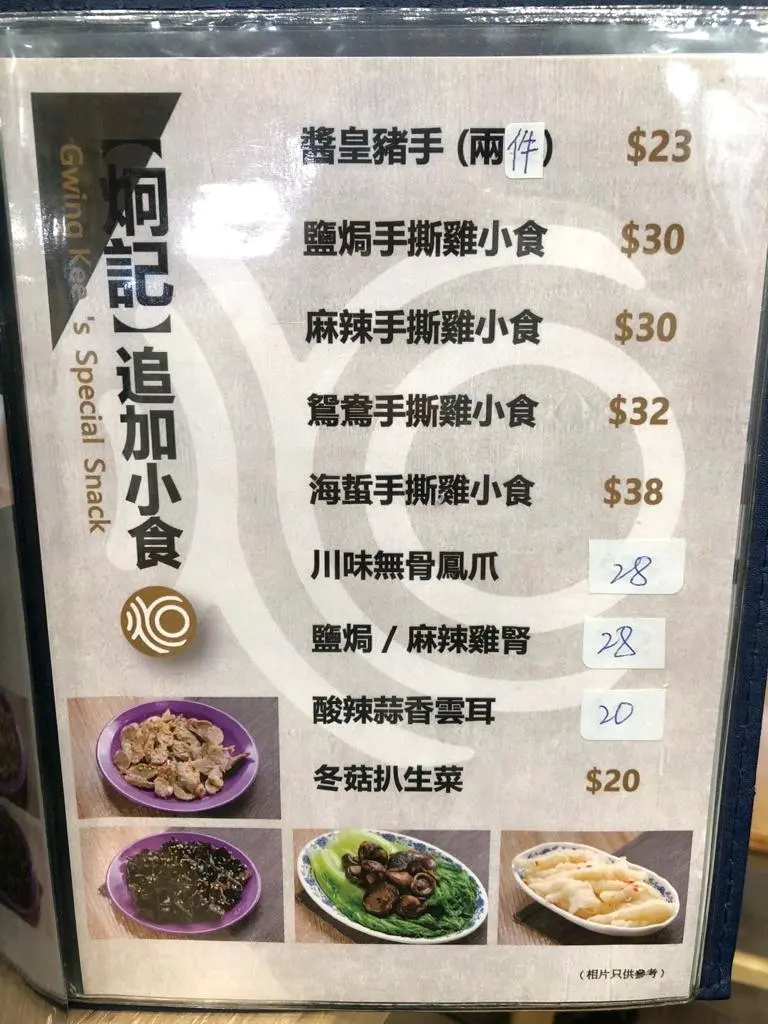 【炯記】追加小食
Gwing Kee's Special Snack
醬皇豬手 (兩件) $23
鹽焗手撕雞小食 $30
麻辣手撕雞小食 $30
鴛鴦手撕雞小食 $32
海蜇手撕雞小食 $38
川味無骨鳳爪 28
鹽焗 / 麻辣雞腎 28
酸辣蒜香雲耳 20
冬菇扒生菜 $20
(相片只供參考)